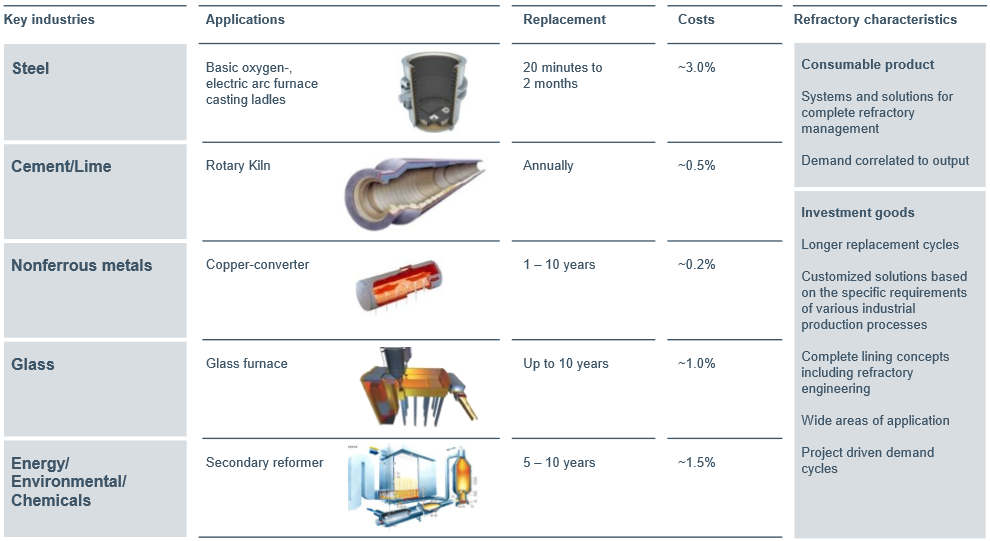 Key industries
Applications
Replacement
Costs
Refractory characteristics
Steel
Basic oxygen-,
electric arc furnace
casting ladles
20 minutes to
2 months
~3.0%
Cement/Lime
Rotary Kiln
Annually
~0.5%
Nonferrous metals
Copper-converter
1 – 10 years
~0.2%
Glass
Glass furnace
Up to 10 years
~1.0%
Energy/
Environmental/
Chemicals
Secondary reformer
5 – 10 years
~1.5%
Consumable product
Systems and solutions for
complete refractory
management
Demand correlated to output
Investment goods
Longer replacement cycles
Customized solutions based
on the specific requirements
of various industrial
production processes
Complete lining concepts
including refractory
engineering
Wide areas of application
Project driven demand
cycles